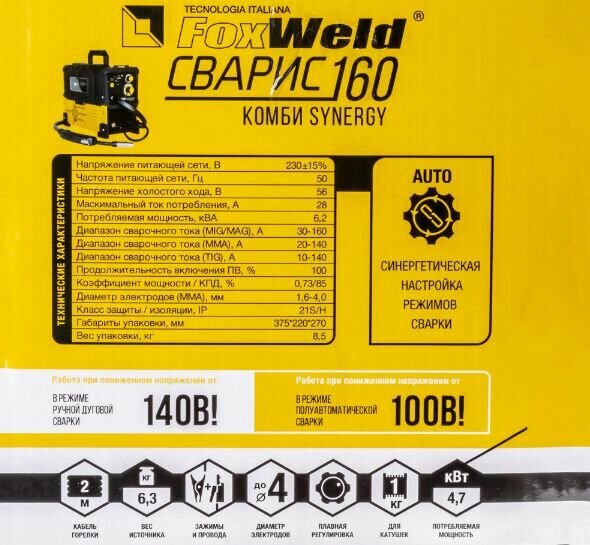 TECNOLOGIA ITALIANA
FoxWeld®
СВАРИС160
КОМБИ SYNERGY
ТЕХНИЧЕСКИЕ ХАРАКТЕРИСТИКИ
Напряжение питающей сети, В 230±15%
Частота питающей сети, Гц 50
Напряжение холостого хода, В 56
Маскимальный ток потребления, А 28
Потребляемая мощность, кВА 6,2
Диапазон сварочного тока (MIG/MAG), А 30-160
Диапазон сварочного тока (MMA), А 20-140
Диапазон сварочного тока (TIG), А 10-140
Продолжительность включения ПВ, % 100
Коэффициент мощности / КПД, % 0,73/85
Диаметр электродов (ММА), мм 1,6-4,0
Класс защиты / изоляции, IP 21S/H
Габариты упаковки, мм 375*220*270
Вес упаковки, кг 8,5
AUTO
СИНЕРГЕТИЧЕСКАЯ
НАСТРОЙКА
РЕЖИМОВ
СВАРКИ
Работа при пониженном напряжении от
В РЕЖИМЕ
РУЧНОЙ ДУГОВОЙ
СВАРКИ
140В!
Работа при пониженном напряжении от
В РЕЖИМЕ
ПОЛУАВТОМАТИЧЕСКОЙ
СВАРКИ
100В!
2
М
КАБЕЛЬ
ГОРЕЛКИ
КГ
6,3
ВЕС
ИСТОЧНИКА
+
ЗАЖИМЫ
И ПРОВОДА
ДО
Ø 4
ДИАМЕТР
ЭЛЕКТРОДОВ
ПЛАВНАЯ
РЕГУЛИРОВКА
1
КГ
ДЛЯ
КАТУШЕК
кВт
4,7
ПОТРЕБЛЯЕМАЯ
МОЩНОСТЬ